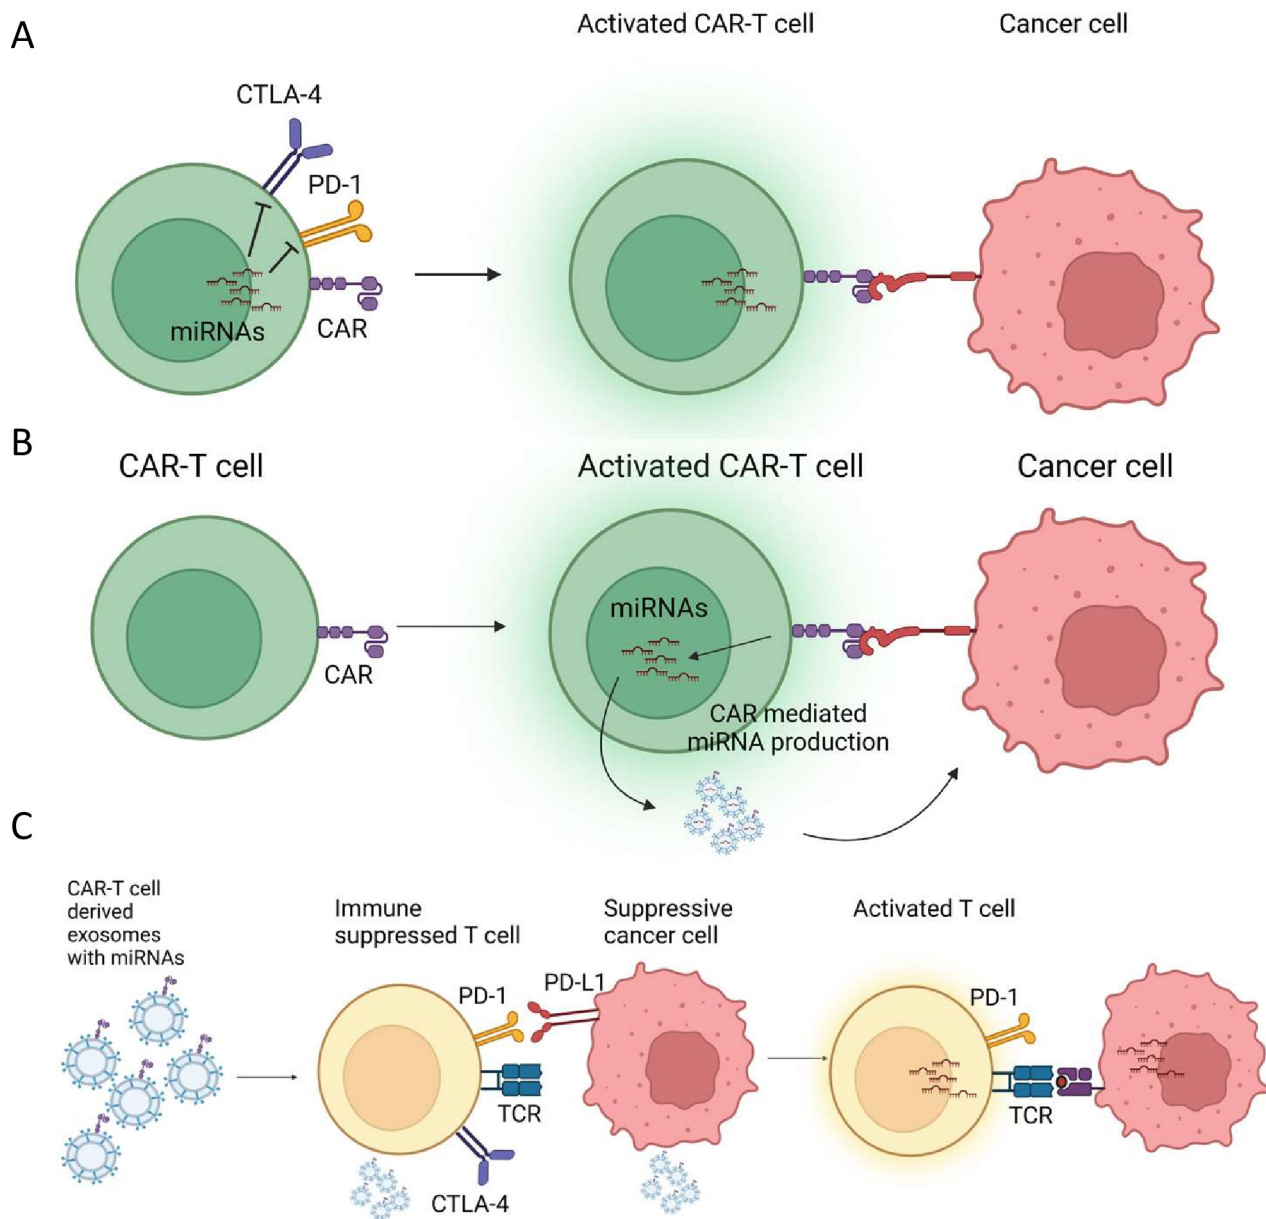 A
Activated CAR-T cell
Cancer cell
CTLA-4
PD-1
miRNAs
CAR
B
CAR-T cell
Activated CAR-T cell
Cancer cell
miRNAs
CAR
CAR mediated
miRNA production
C
CAR-T cell
derived
exosomes
with miRNAs
Immune
suppressed T cell
Suppressive
cancer cell
Activated T cell
PD-1
PD-L1
TCR
CTLA-4
PD-1
TCR